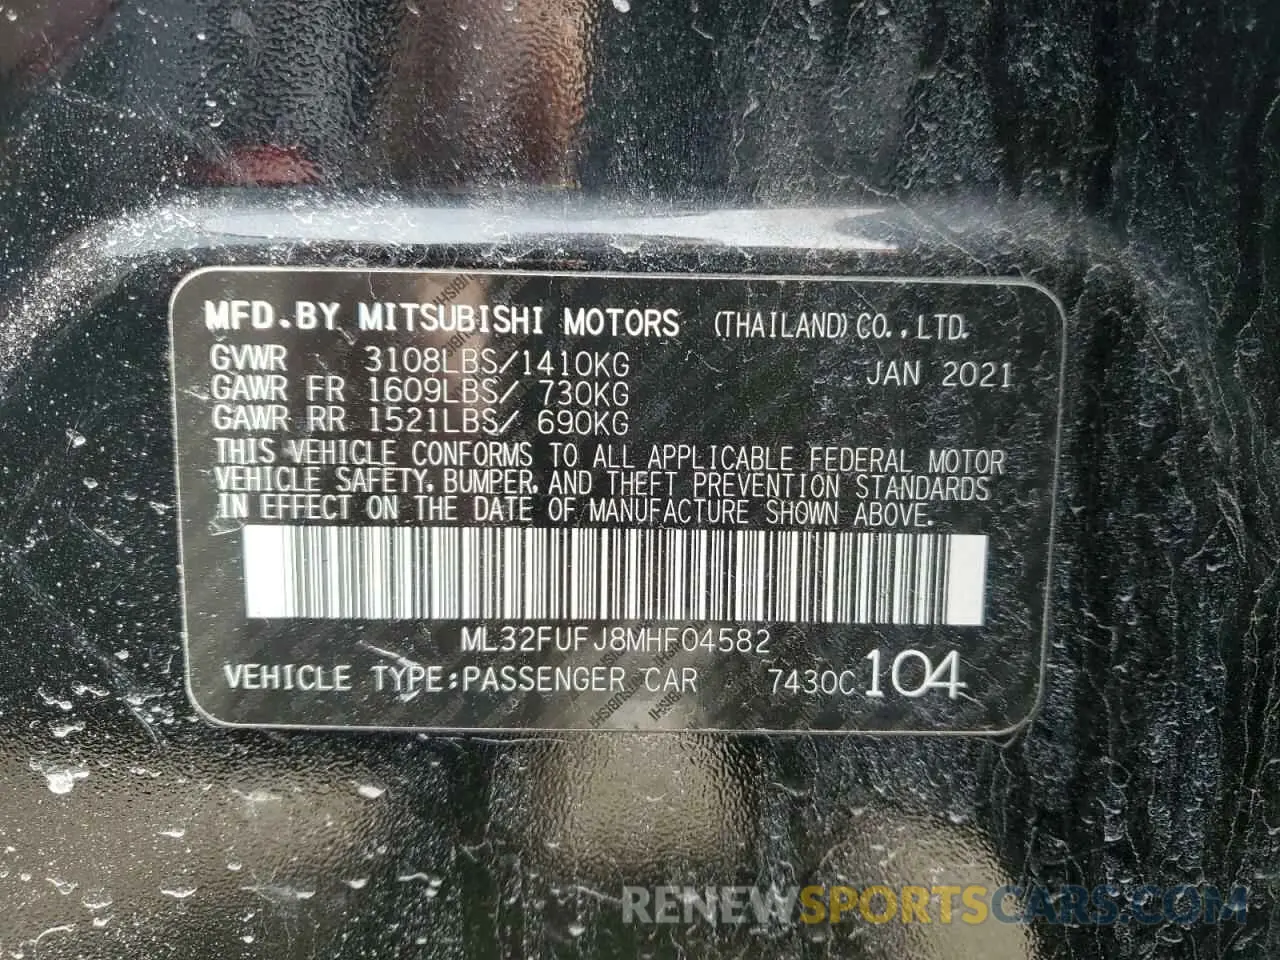 MFD.BY MITSUBISHI MOTORS (THAILAND) CO.,LTD.
GVWR 3108LBS/1410KG JAN 2021
GAWR FR 1609LBS/ 730KG
GAWR RR 1521LBS/ 690KG
THIS VEHICLE CONFORMS TO ALL APPLICABLE FEDERAL MOTOR
VEHICLE SAFETY, BUMPER, AND THEFT PREVENTION STANDARDS
IN EFFECT ON THE DATE OF MANUFACTURE SHOWN ABOVE.
ML32FUFJ8MHF04582
VEHICLE TYPE:PASSENGER CAR 7430C 104
RENEWSPORTSCARS.COM